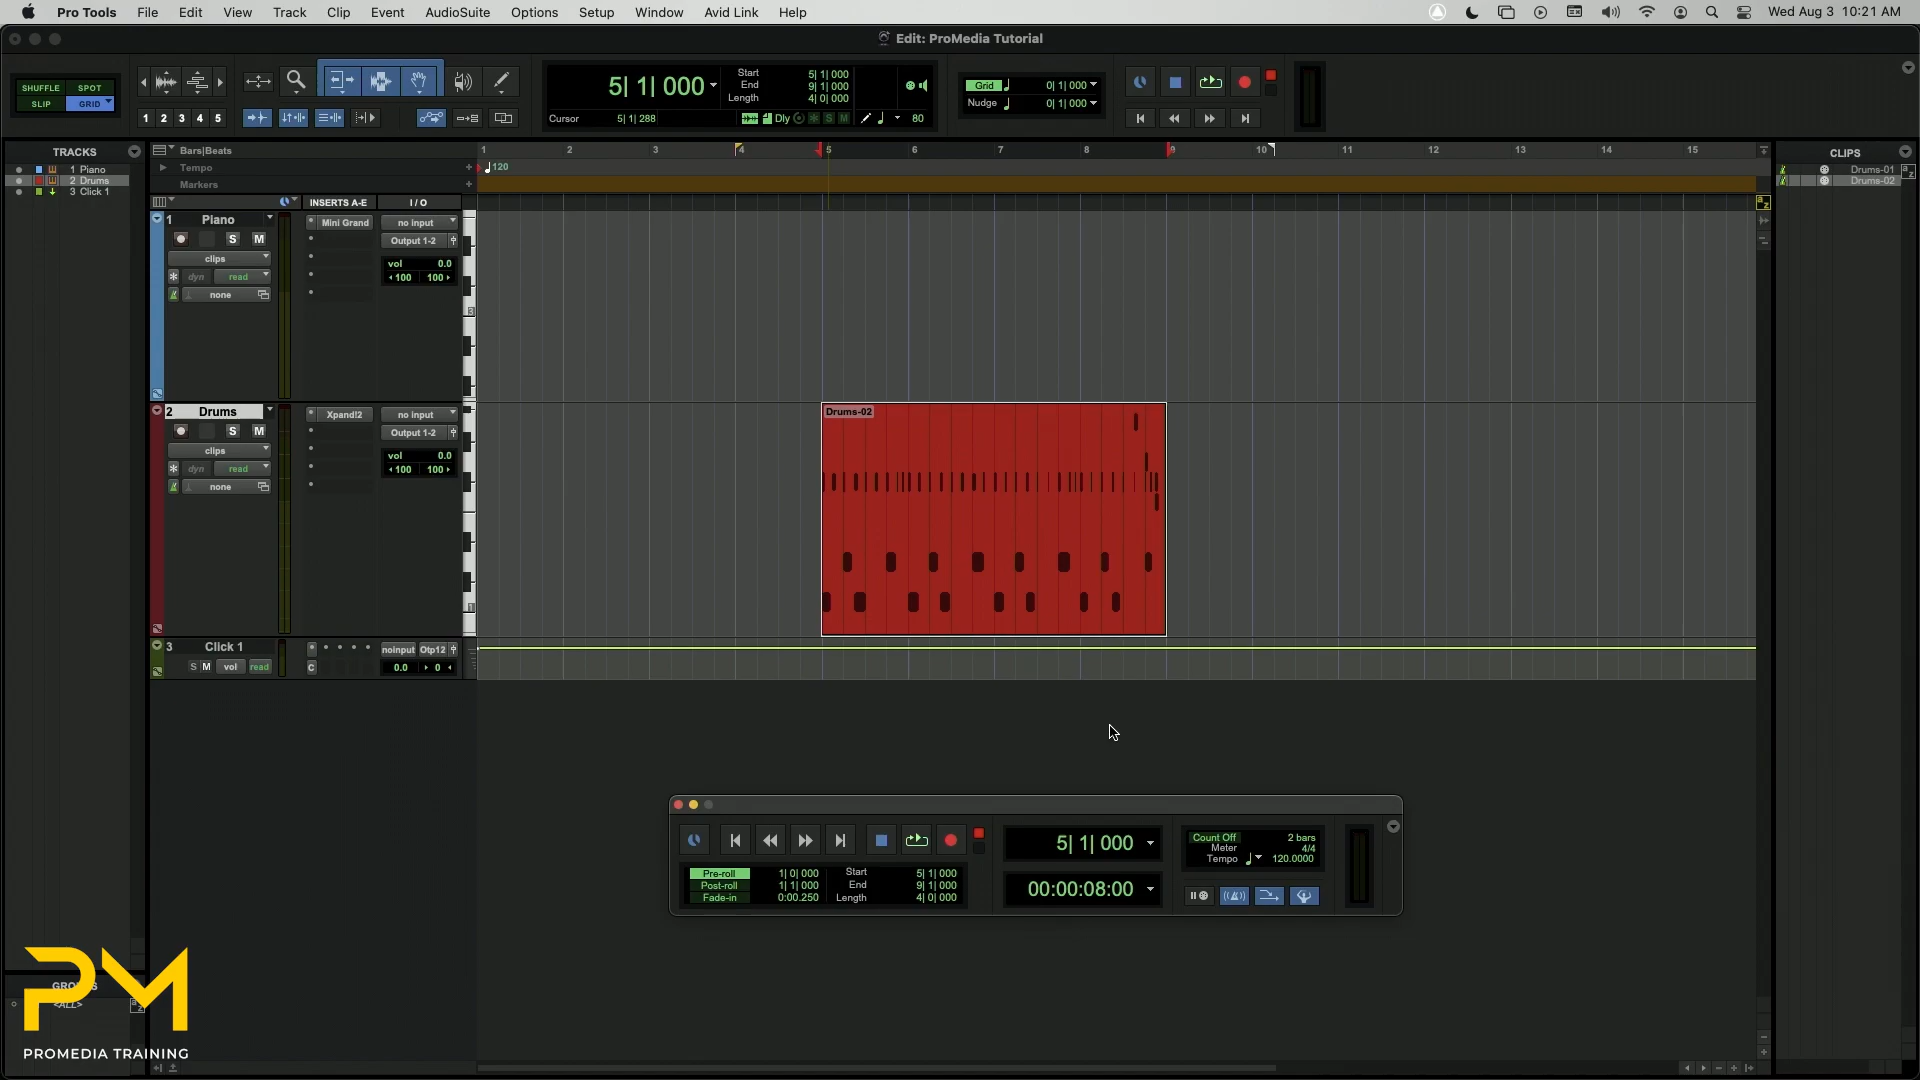 Pro Tools File Edit View Track Clip Event AudioSuite Options Setup Window Avid Link Help Wed Aug 3 10:21 AM
Edit: ProMedia Tutorial
SHUFFLE SPOT
SLIP GRID
1 2 3 4 5
5| 1| 000
Start 5| 1| 000
End 9| 1| 000
Length 4| 0| 000
Cursor 5| 1| 288 Dly S M 80
Grid 0| 1| 000
Nudge 0| 1| 000
TRACKS
1 Piano
2 Drums
3 Click 1
Bars|Beats 1 2 3 4 5 6 7 8 9 10 11 12 13 14 15
Tempo 120
Markers
CLIPS
Drums-01
Drums-02
INSERTS A-E I / O
1 Piano Mini Grand no input
S M Output 1-2
clips vol 0.0
dyn read 100 100
none
3
2 Drums Xpand!2 no input
S M Output 1-2
clips vol 0.0
dyn read 100 100
none
1
Drums-02
3 Click 1 noinput Otp12
S M vol read C 0.0 0
5| 1| 000
Count Off 2 bars
Meter 4/4
Tempo 120.0000
Pre-roll 1| 0| 000 Start 5| 1| 000
Post-roll 1| 1| 000 End 9| 1| 000
Fade-in 0:00.250 Length 4| 0| 000
00:00:08:00
<ALL>
PM
PROMEDIA TRAINING